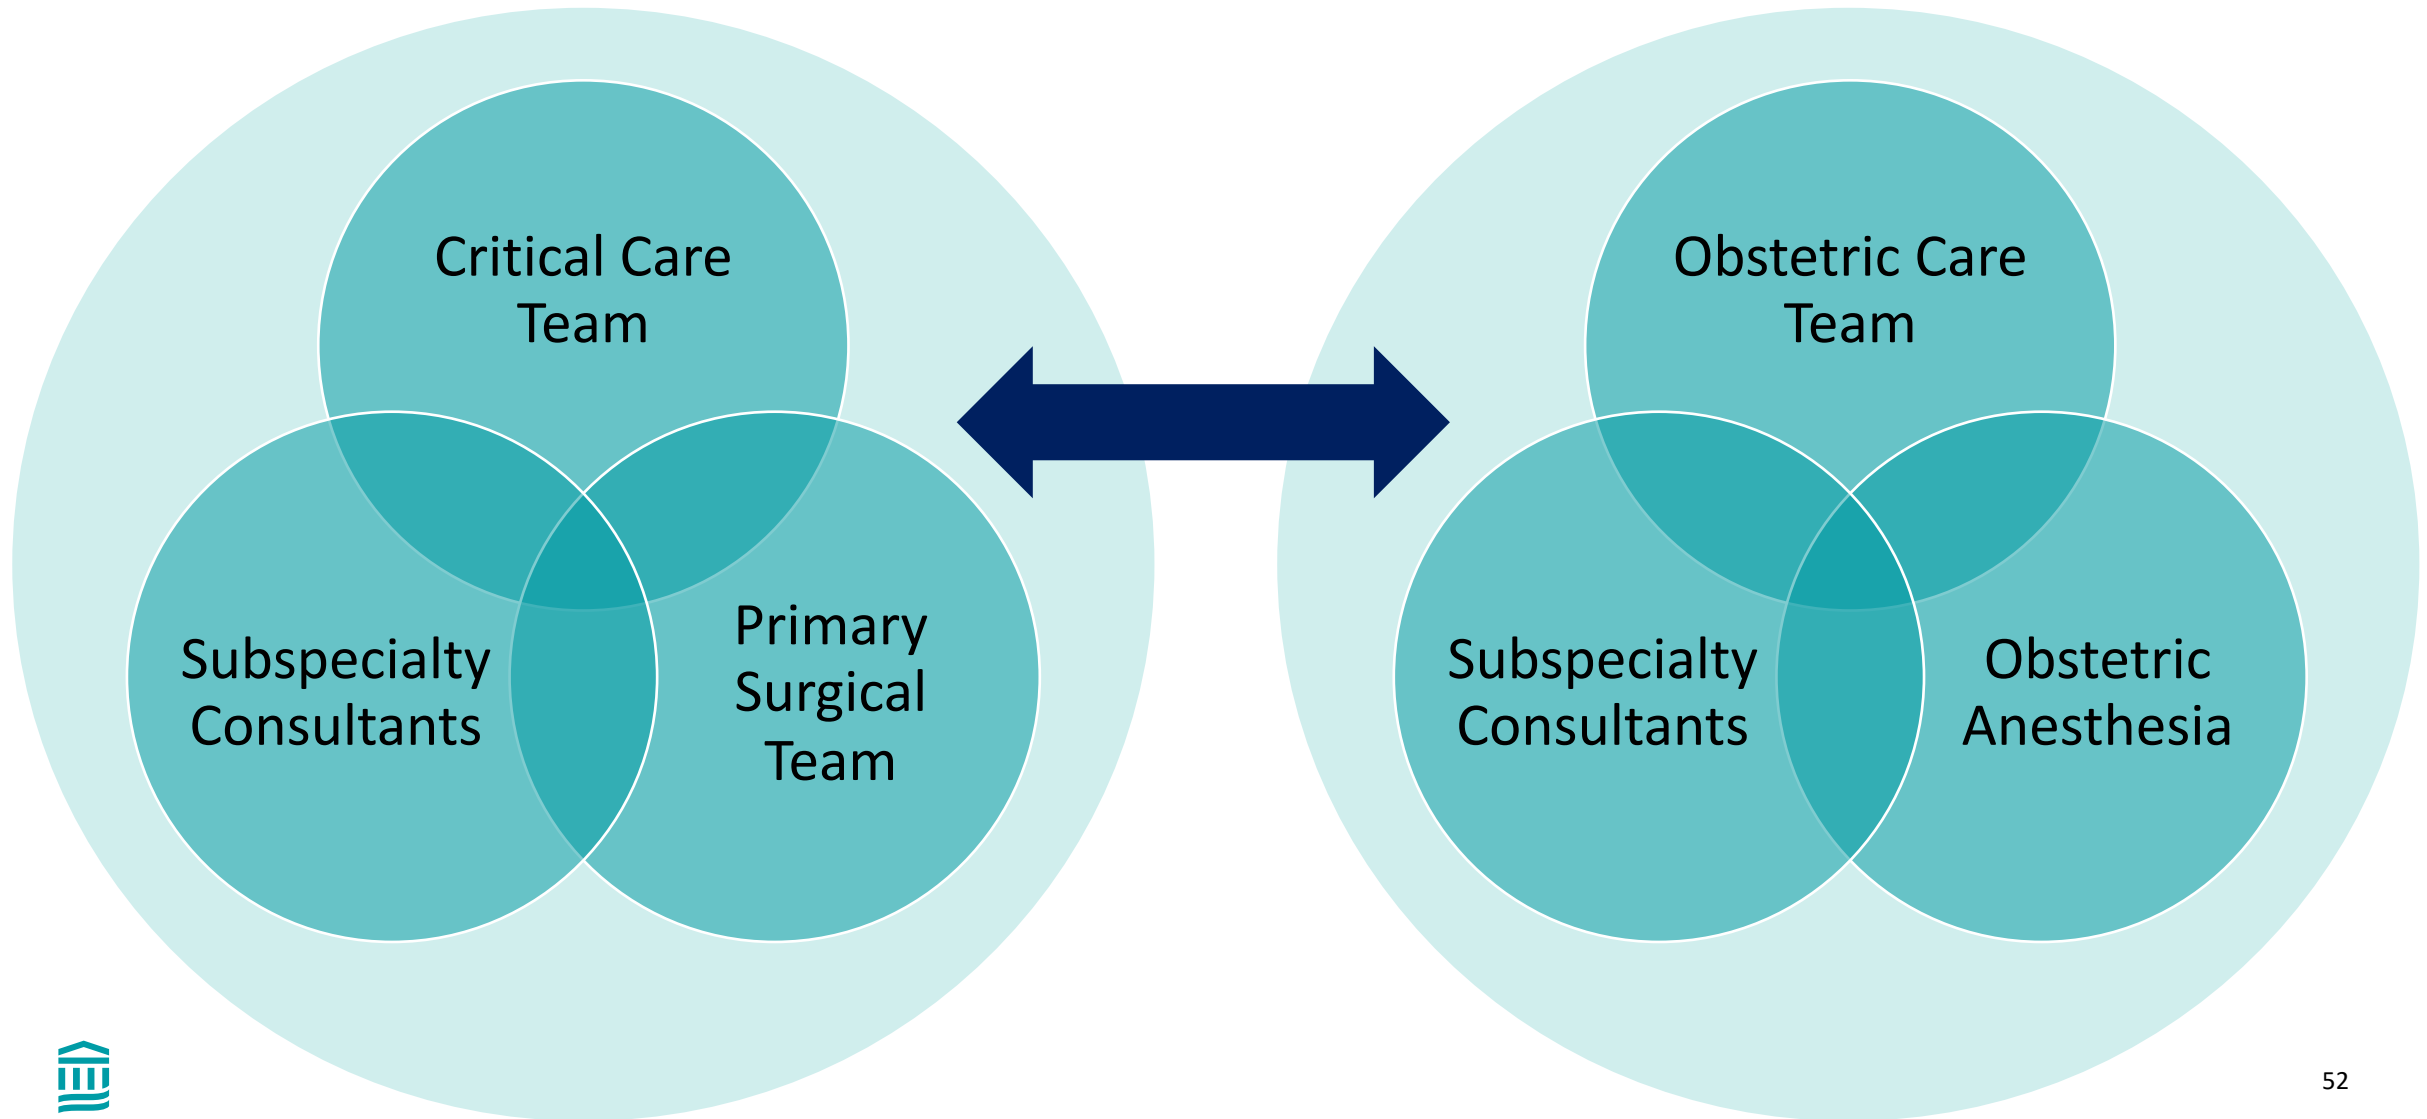 Critical Care
Team
Subspecialty
Consultants
Primary
Surgical
Team
Obstetric Care
Team
Subspecialty
Consultants
Obstetric
Anesthesia
52